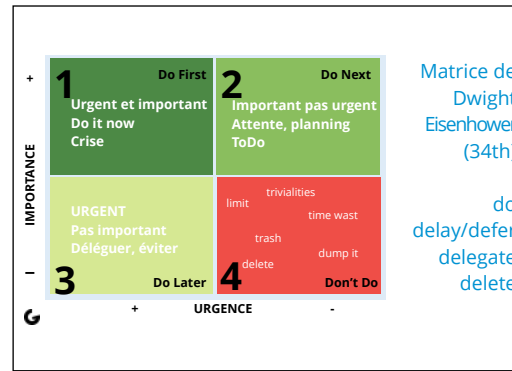 +
IMPORTANCE
–
1
Do First
Urgent et important
Do it now
Crise
2
Do Next
Important pas urgent
Attente, planning
ToDo
URGENT
Pas important
Déléguer, éviter
3
Do Later
trivialities
limit
time wast
trash
dump it
delete
4
Don't Do
+
URGENCE
-
Matrice de
Dwight
Eisenhower
(34th)
do
delay/defer
delegate
delete